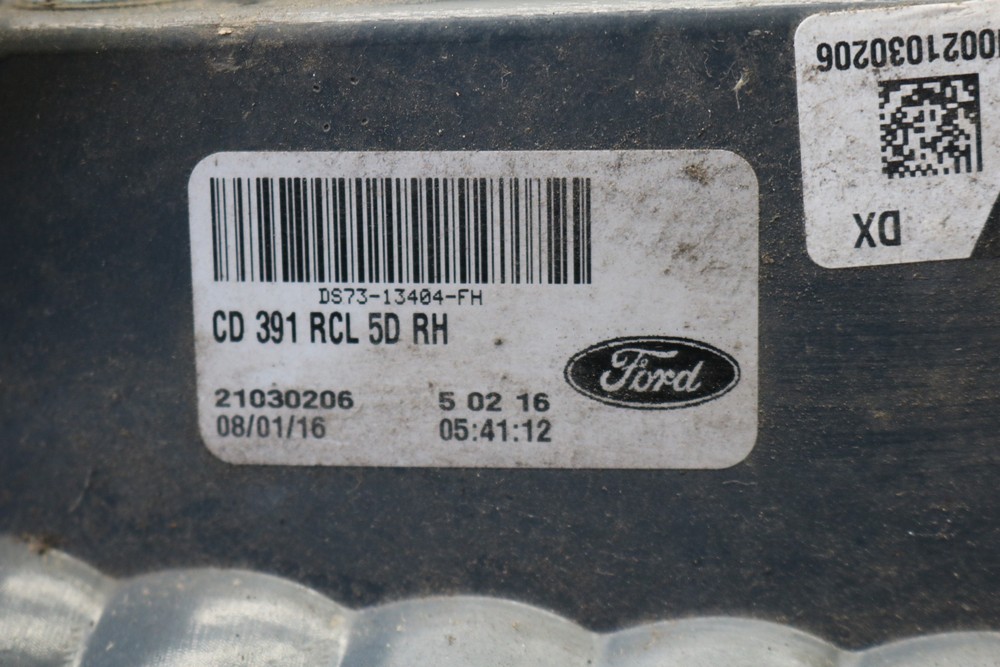 DS73-13404-FH
CD 391 RCL 5D RH
Ford
21030206 5 02 16
08/01/16 05:41:12
0021030206
DX